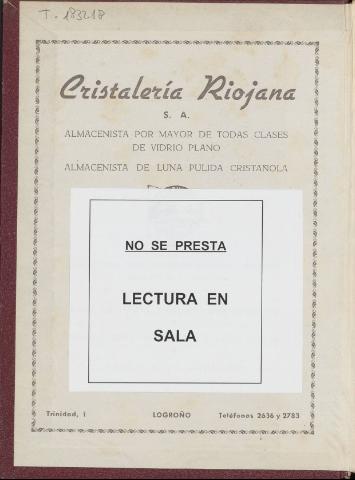 T. 183218
Cristalería Riojana
S. A.
ALMACENISTA POR MAYOR DE TODAS CLASES
DE VIDRIO PLANO
ALMACENISTA DE LUNA PULIDA CRISTAÑOLA
NO SE PRESTA
LECTURA EN
SALA
Trinidad, 1 LOGROÑO Teléfonos 2636 y 2783